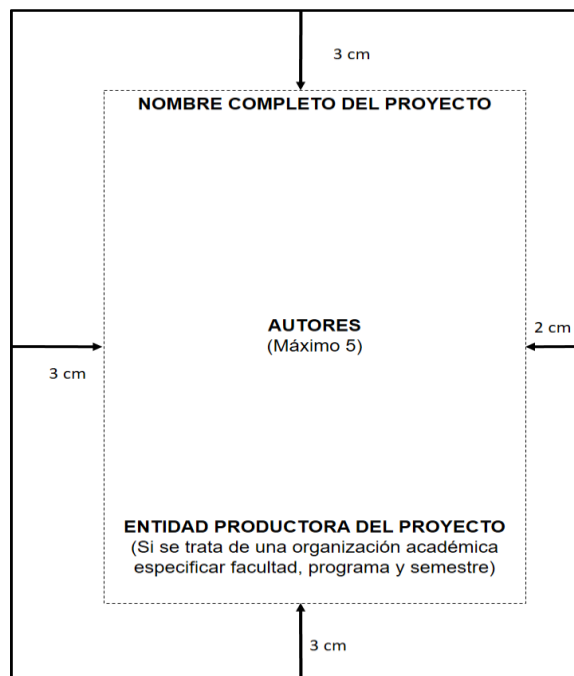 3 cm
NOMBRE COMPLETO DEL PROYECTO
AUTORES
(Máximo 5)
2 cm
3 cm
ENTIDAD PRODUCTORA DEL PROYECTO
(Si se trata de una organización académica
especificar facultad, programa y semestre)
3 cm